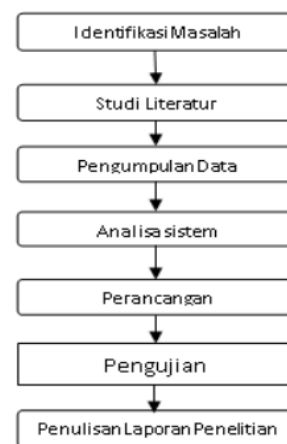 Identifikasi Masalah
Studi Literatur
Pengumpulan Data
Analisa sistem
Perancangan
Pengujian
Penulisan Laporan Penelitian